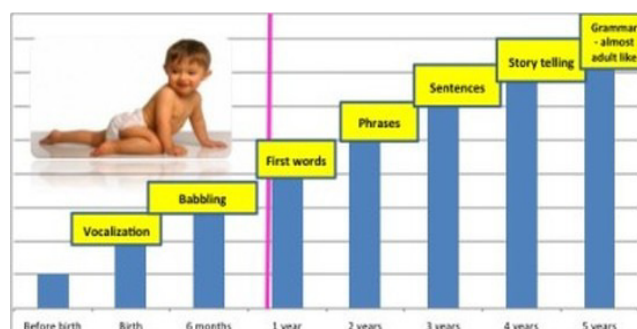 Grammar
- almost
adult like
Story telling
Sentences
Phrases
First words
Babbling
Vocalization
Before birth Birth 6 months 1 year 2 years 3 years 4 years 5 years